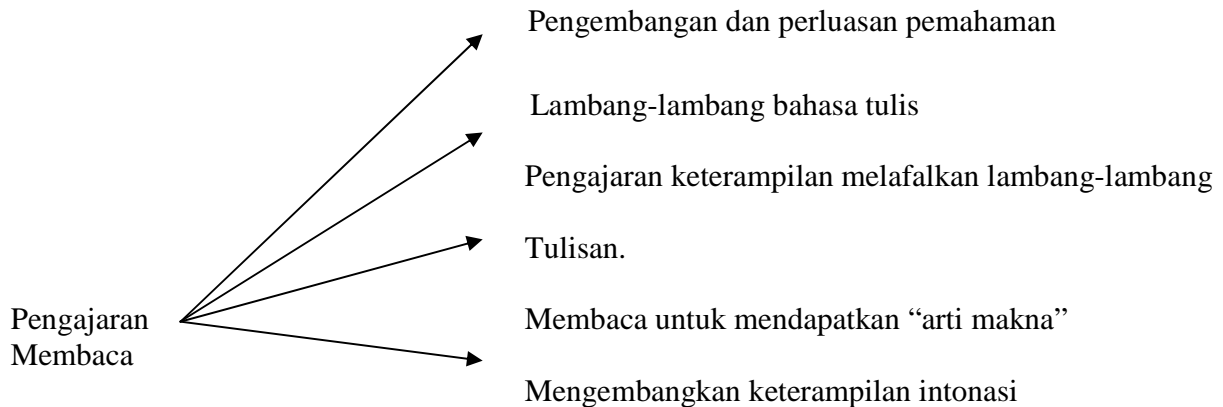 Pengembangan dan perluasan pemahaman
Lambang-lambang bahasa tulis
Pengajaran keterampilan melafalkan lambang-lambang
Tulisan.
Pengajaran
Membaca
Membaca untuk mendapatkan “arti makna”
Mengembangkan keterampilan intonasi